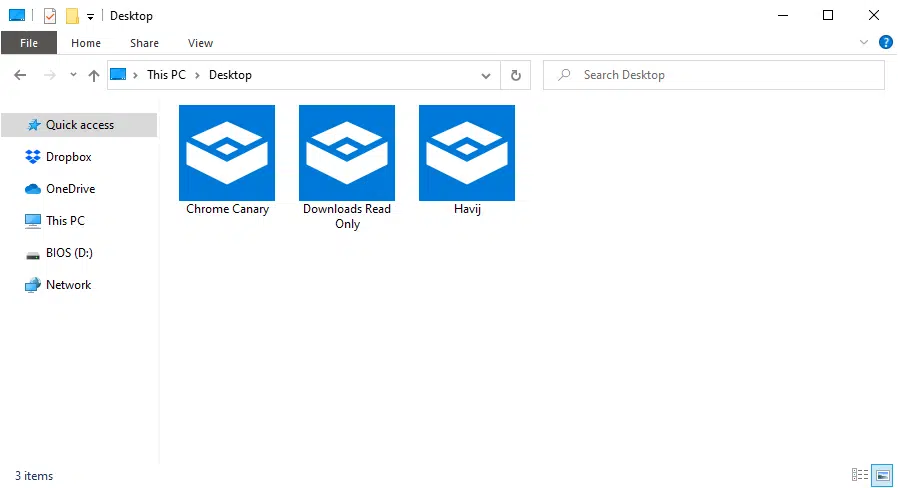 Desktop
File Home Share View
This PC Desktop
Search Desktop
Quick access
Dropbox
OneDrive
This PC
BIOS (D:)
Network
Chrome Canary
Downloads Read
Only
Havij
3 items